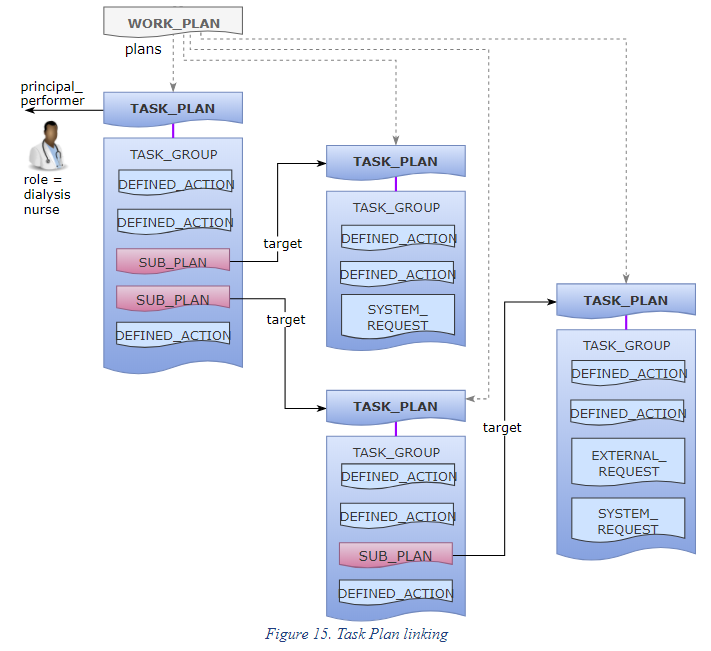 WORK_PLAN
plans
principal_
performer
TASK_PLAN
role =
dialysis
nurse
TASK_GROUP
DEFINED_ACTION
DEFINED_ACTION
SUB_PLAN
SUB_PLAN
DEFINED_ACTION
target
target
TASK_PLAN
TASK_GROUP
DEFINED_ACTION
DEFINED_ACTION
SYSTEM_
REQUEST
TASK_PLAN
TASK_GROUP
DEFINED_ACTION
DEFINED_ACTION
SUB_PLAN
DEFINED_ACTION
target
TASK_PLAN
TASK_GROUP
DEFINED_ACTION
DEFINED_ACTION
EXTERNAL_
REQUEST
SYSTEM_
REQUEST
Figure 15. Task Plan linking